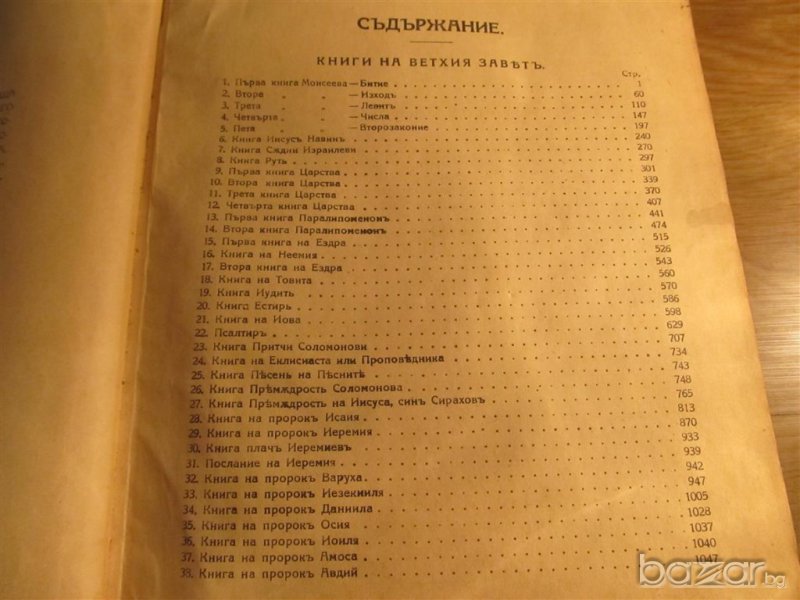 СЪДЪРЖАНИЕ.
КНИГИ НА ВЕТХИЯ ЗАВѢТЪ.
Стр.
1. Първа книга Моисеева — Битие 1
2. Втора „ „ — Изходъ 60
3. Трета „ „ — Левитъ 110
4. Четвърта „ „ — Числа 147
5. Пета „ „ — Второзаконие 197
6. Книга Иисусъ Навинъ 240
7. Книга Сѫдии Израилеви 270
8. Книга Руть 297
9. Първа книга Царства 301
10. Втора книга Царства 339
11. Трета книга Царства 370
12. Четвърта книга Царства 407
13. Първа книга Паралипоменонъ 441
14. Втора книга Паралипоменонъ 474
15. Първа книга на Ездра 515
16. Книга на Неемия 526
17. Втора книга на Ездра 543
18. Книга на Товита 560
19. Книга Иудить 570
20. Книга Естирь 586
21. Книга на Иова 598
22. Псалтиръ 629
23. Книга Притчи Соломонови 707
24. Книга на Еклисиаста или Проповѣдника 734
25. Книга Пѣсень на Пѣснитѣ 743
26. Книга Прѣмѫдрость Соломонова 748
27. Книга Прѣмѫдрость на Иисуса, синъ Сираховъ 765
28. Книга на пророкъ Исаия 813
29. Книга на пророкъ Иеремия 870
30. Книга плачъ Иеремиевъ 933
31. Послание на Иеремия 939
32. Книга на пророкъ Варуха 942
33. Книга на пророкъ Иезекииля 947
34. Книга на пророкъ Даниила 1005
35. Книга на пророкъ Осия 1028
36. Книга на пророкъ Иоиля 1037
37. Книга на пророкъ Амоса 1040
38. Книга на пророкъ Авдий 1047
bazar.bg